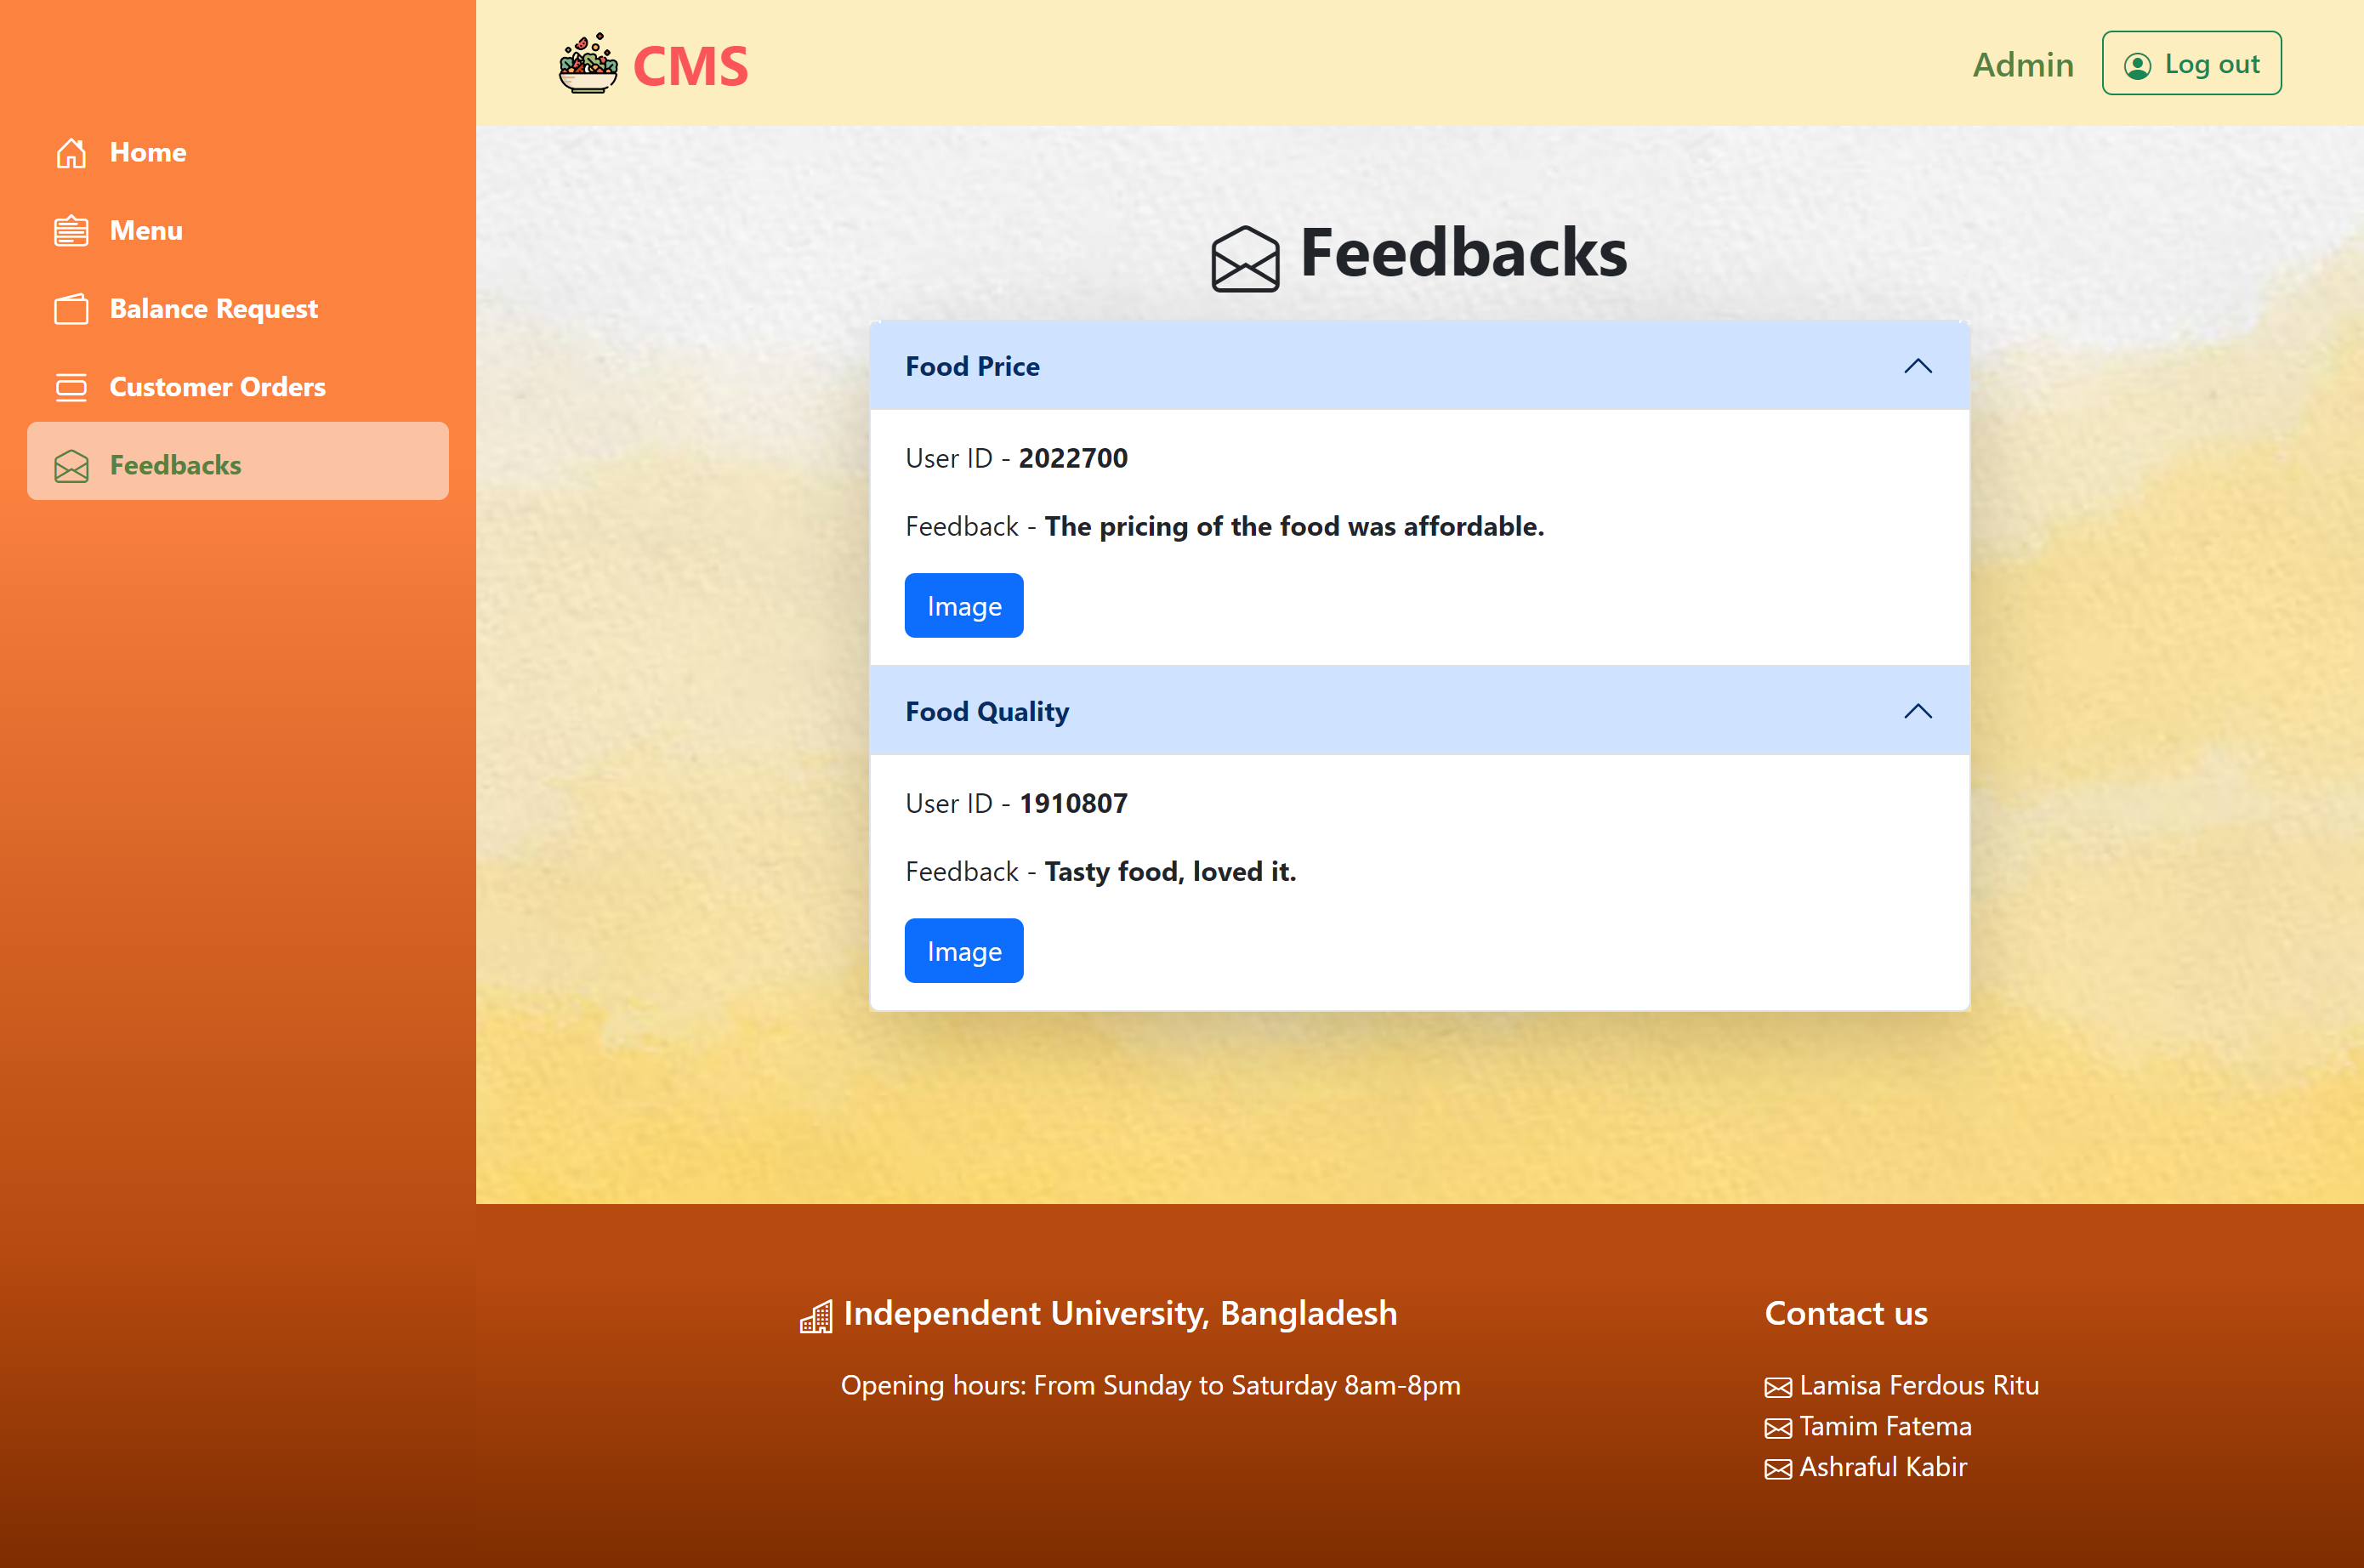 CMS
Admin
Log out
Home
Menu
Balance Request
Customer Orders
Feedbacks
Feedbacks
Food Price
User ID - 2022700
Feedback - The pricing of the food was affordable.
Image
Food Quality
User ID - 1910807
Feedback - Tasty food, loved it.
Image
Independent University, Bangladesh
Opening hours: From Sunday to Saturday 8am-8pm
Contact us
Lamisa Ferdous Ritu
Tamim Fatema
Ashraful Kabir